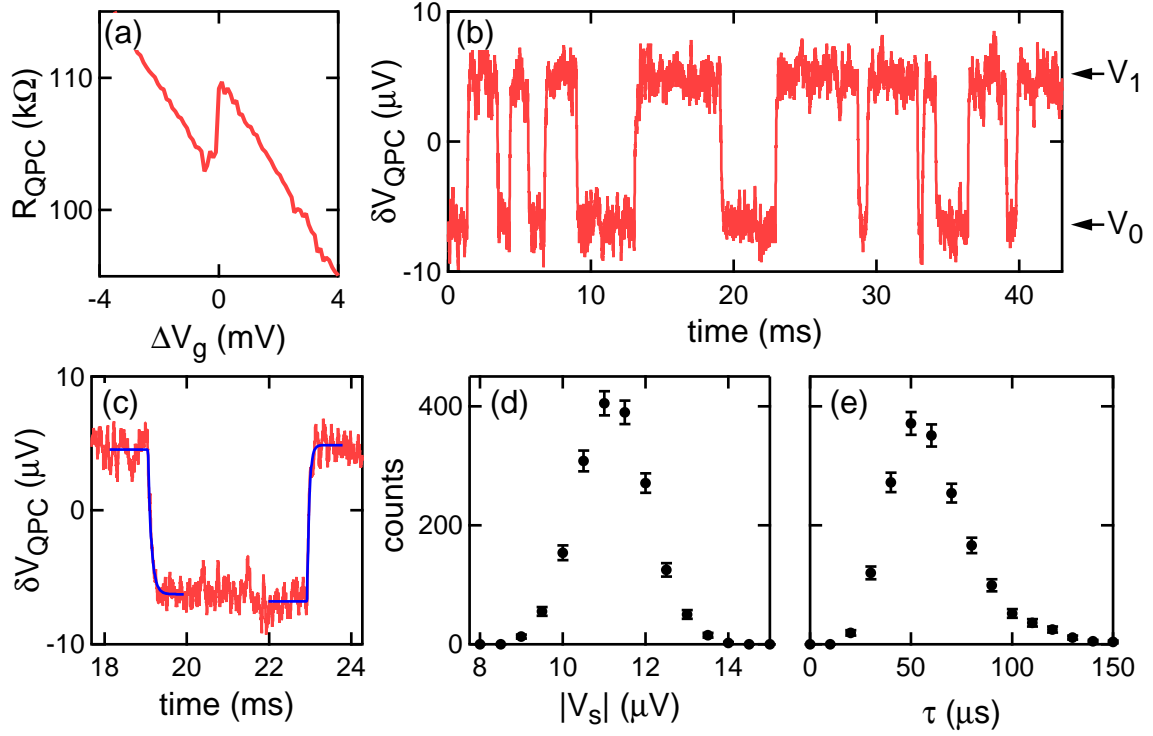 (a)
R_QPC (kΩ)
110
100
-4
0
4
ΔV_g (mV)
(b)
δV_QPC (μV)
10
0
-10
0
10
20
30
40
time (ms)
V_1
V_0
(c)
δV_QPC (μV)
10
0
-10
18
20
22
24
time (ms)
(d)
counts
400
200
0
8
10
12
14
|V_s| (μV)
(e)
0
50
100
150
τ (μs)